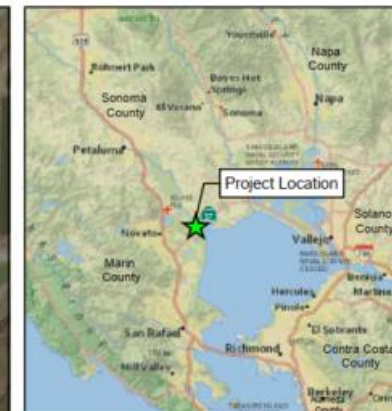 Yountville
Napa
County
Rohnert Park
Boyes Hot
Springs
Sonoma
County
El Verano
Sonoma
Napa
Petaluma
Project Location
37
Solano
County
Novato
Vallejo
Marin
County
Benicia
Hercules
Martinez
Pinole
San Rafael
El Sobrante
Richmond
Contra Costa
County
Mill Valley
Berkeley
Alameda